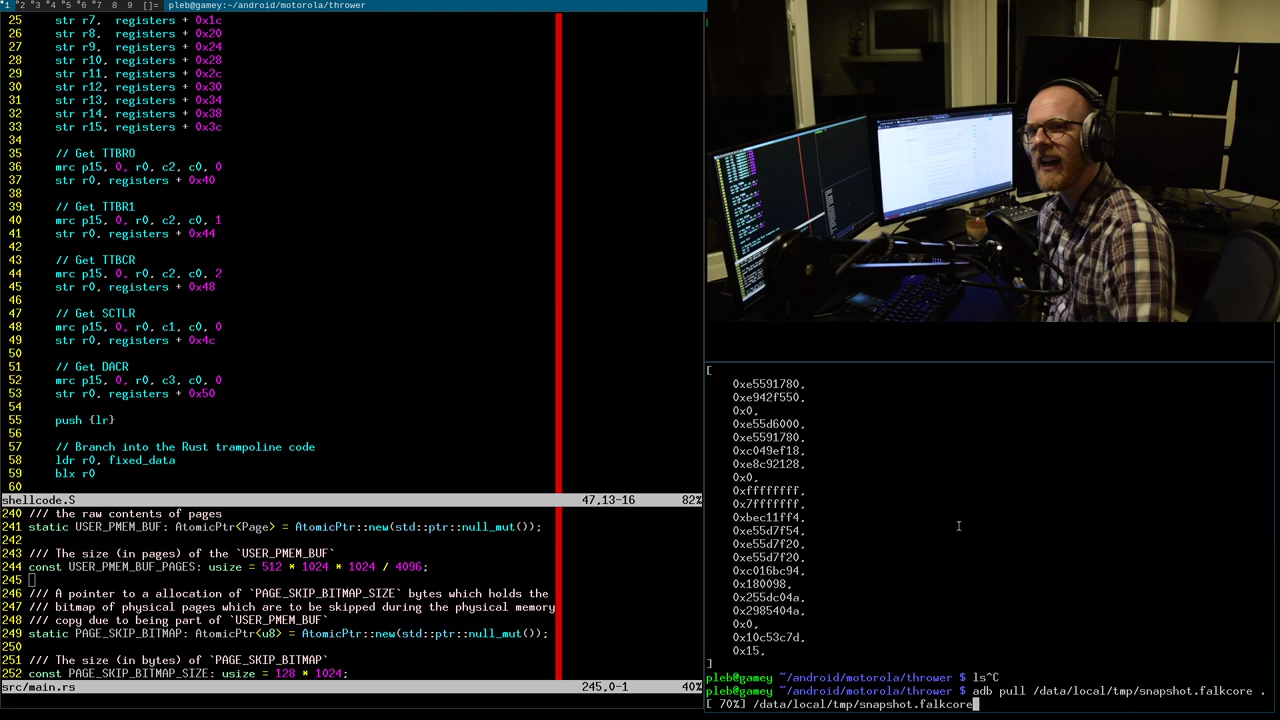 1 2 3 4 5 6 7 8 9 []= pleb@gamey:~/android/motorola/thrower
25 str r7, registers + 0x1c
26 str r8, registers + 0x20
27 str r9, registers + 0x24
28 str r10, registers + 0x28
29 str r11, registers + 0x2c
30 str r12, registers + 0x30
31 str r13, registers + 0x34
32 str r14, registers + 0x38
33 str r15, registers + 0x3c
34
35 // Get TTBR0
36 mrc p15, 0, r0, c2, c0, 0
37 str r0, registers + 0x40
38
39 // Get TTBR1
40 mrc p15, 0, r0, c2, c0, 1
41 str r0, registers + 0x44
42
43 // Get TTBCR
44 mrc p15, 0, r0, c2, c0, 2
45 str r0, registers + 0x48
46
47 // Get SCTLR
48 mrc p15, 0, r0, c1, c0, 0
49 str r0, registers + 0x4c
50
51 // Get DACR
52 mrc p15, 0, r0, c3, c0, 0
53 str r0, registers + 0x50
54
55 push {lr}
56
57 // Branch into the Rust trampoline code
58 ldr r0, fixed_data
59 blx r0
60
shellcode.S 47,13-16 82%
240 /// the raw contents of pages
241 static USER_PMEM_BUF: AtomicPtr<Page> = AtomicPtr::new(std::ptr::null_mut());
242
243 /// The size (in pages) of the `USER_PMEM_BUF`
244 const USER_PMEM_BUF_PAGES: usize = 512 * 1024 * 1024 / 4096;
245
246 /// A pointer to a allocation of `PAGE_SKIP_BITMAP_SIZE` bytes which holds the
247 /// bitmap of physical pages which are to be skipped during the physical memory
248 /// copy due to being part of `USER_PMEM_BUF`
249 static PAGE_SKIP_BITMAP: AtomicPtr<u8> = AtomicPtr::new(std::ptr::null_mut());
250
251 /// The size (in bytes) of `PAGE_SKIP_BITMAP`
252 const PAGE_SKIP_BITMAP_SIZE: usize = 128 * 1024;
src/main.rs 245,0-1 40%
[
0xe5591780,
0xe942f550,
0x0,
0xe55d6000,
0xe5591780,
0xc049ef18,
0xe8c92128,
0x0,
0xffffffff,
0x7fffffff,
0xbec11ff4,
0xe55d7f54,
0xe55d7f20,
0xe55d7f20,
0xc016bc94,
0x180098,
0x255dc04a,
0x2985404a,
0x0,
0x10c53c7d,
0x15,
]
pleb@gamey ~/android/motorola/thrower $ ls^C
pleb@gamey ~/android/motorola/thrower $ adb pull /data/local/tmp/snapshot.falkcore .
[ 70%] /data/local/tmp/snapshot.falkcore